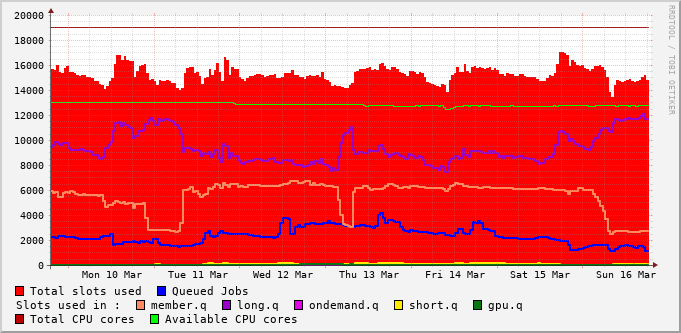 20000
18000
16000
14000
12000
10000
8000
6000
4000
2000
0
Mon 10 Mar Tue 11 Mar Wed 12 Mar Thu 13 Mar Fri 14 Mar Sat 15 Mar Sun 16 Mar
RRDTOOL / TOBI OETIKER
Total slots used Queued Jobs
Slots used in : member.q long.q ondemand.q short.q gpu.q
Total CPU cores Available CPU cores